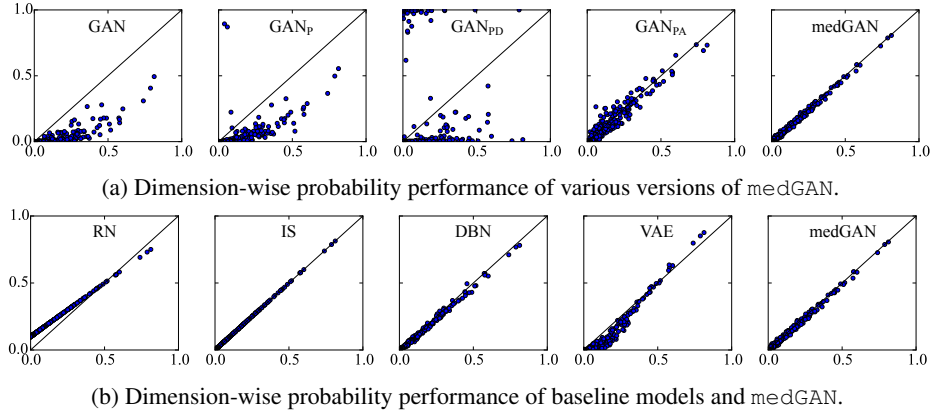 GAN GAN_P GAN_PD GAN_PA medGAN
1.0
0.5
0.0
0.0 0.5 1.0 0.0 0.5 1.0 0.0 0.5 1.0 0.0 0.5 1.0 0.0 0.5 1.0
(a) Dimension-wise probability performance of various versions of medGAN.
RN IS DBN VAE medGAN
1.0
0.5
0.0
0.0 0.5 1.0 0.0 0.5 1.0 0.0 0.5 1.0 0.0 0.5 1.0 0.0 0.5 1.0
(b) Dimension-wise probability performance of baseline models and medGAN.